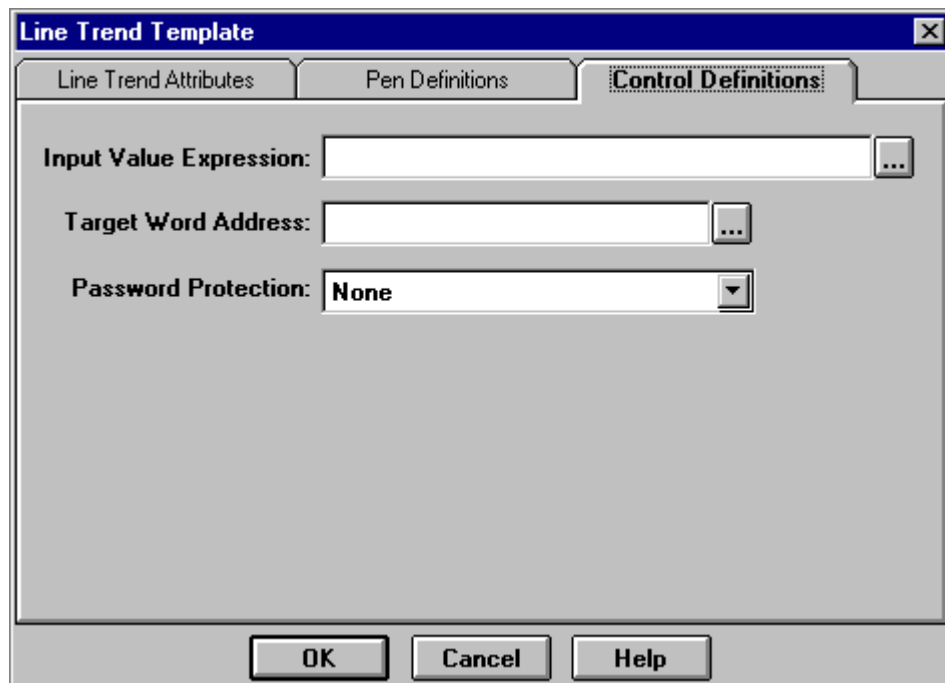 Line Trend Template
Line Trend Attributes
Pen Definitions
Control Definitions
Input Value Expression:
...
Target Word Address:
...
Password Protection:
None
OK
Cancel
Help